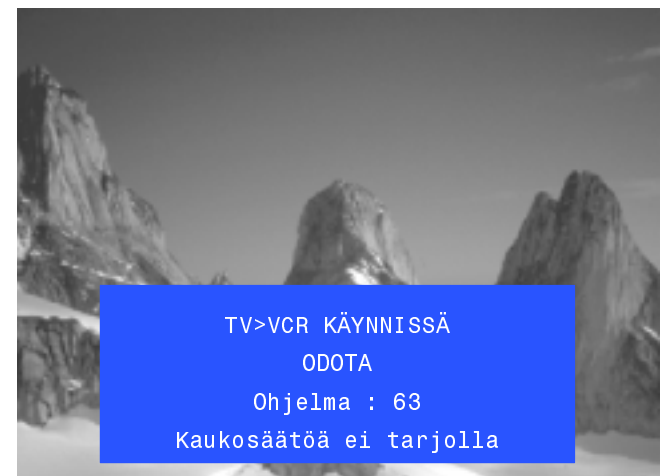 TV>VCR KÄYNNISSÄ
ODOTA
Ohjelma : 63
Kaukosäätöä ei tarjolla